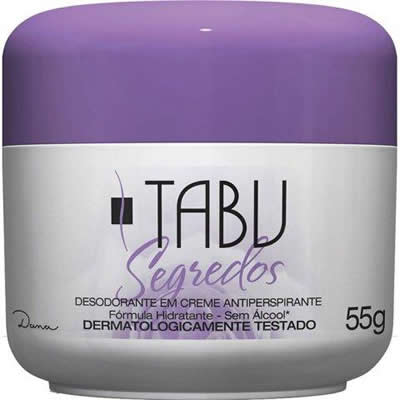 TABU
Segredos
DESODORANTE EM CREME ANTIPERSPIRANTE
Fórmula Hidratante - Sem Álcool*
DERMATOLOGICAMENTE TESTADO
Dana
55g